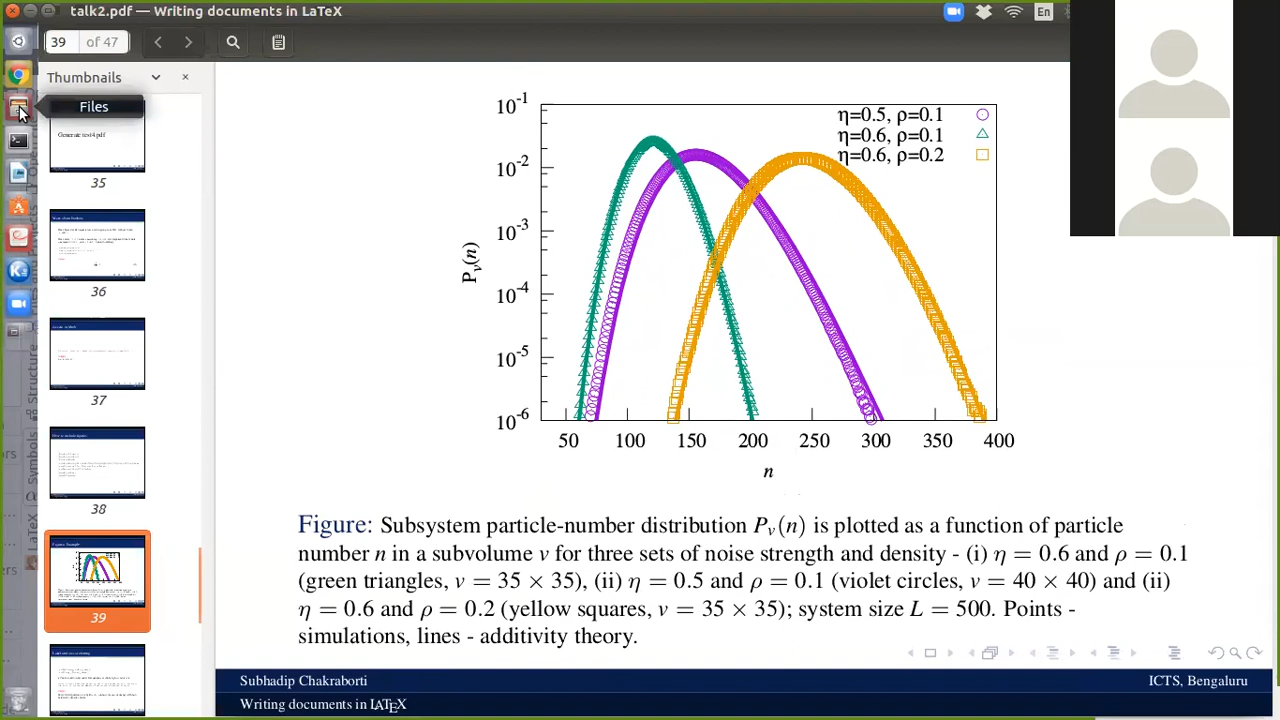 talk2.pdf — Writing documents in LaTeX
En
39 of 47
Thumbnails
Files
Generate test4.pdf
35
36
37
38
39
10-1
10-2
10-3
10-4
10-5
10-6
Pv(n)
η=0.5, ρ=0.1
η=0.6, ρ=0.1
η=0.6, ρ=0.2
50 100 150 200 250 300 350 400
n
Figure: Subsystem particle-number distribution Pv(n) is plotted as a function of particle
number n in a subvolume v for three sets of noise strength and density - (i) η = 0.6 and ρ = 0.1
(green triangles, v = 35 × 35), (ii) η = 0.5 and ρ = 0.1 (violet circles, v = 40 × 40) and (ii)
η = 0.6 and ρ = 0.2 (yellow squares, v = 35 × 35); system size L = 500. Points -
simulations, lines - additivity theory.
Subhadip Chakraborti
ICTS, Bengaluru
Writing documents in LATEX